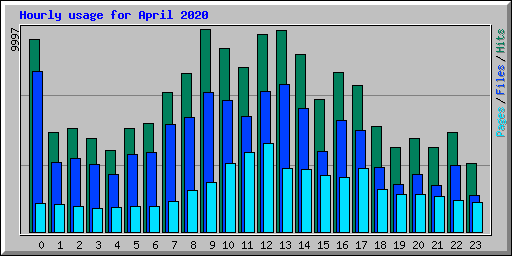 Hourly usage for April 2020
9997
Pages/Files/Hits
0 1 2 3 4 5 6 7 8 9 10 11 12 13 14 15 16 17 18 19 20 21 22 23